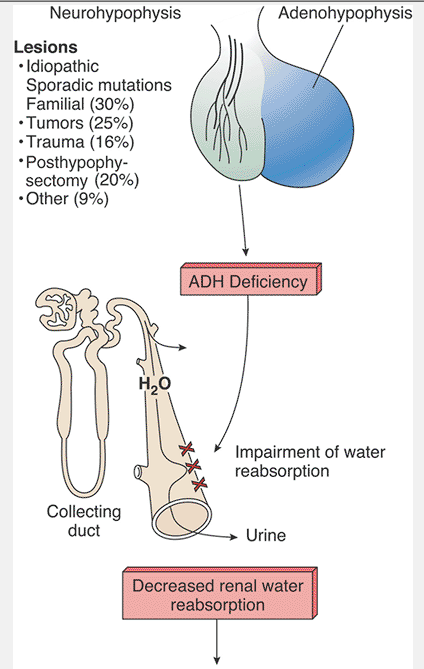 Neurohypophysis
Adenohypophysis
Lesions
• Idiopathic
Sporadic mutations
Familial (30%)
• Tumors (25%)
• Trauma (16%)
• Posthypophy-
sectomy (20%)
• Other (9%)
ADH Deficiency
H₂O
Impairment of water
reabsorption
Collecting
duct
Urine
Decreased renal water
reabsorption